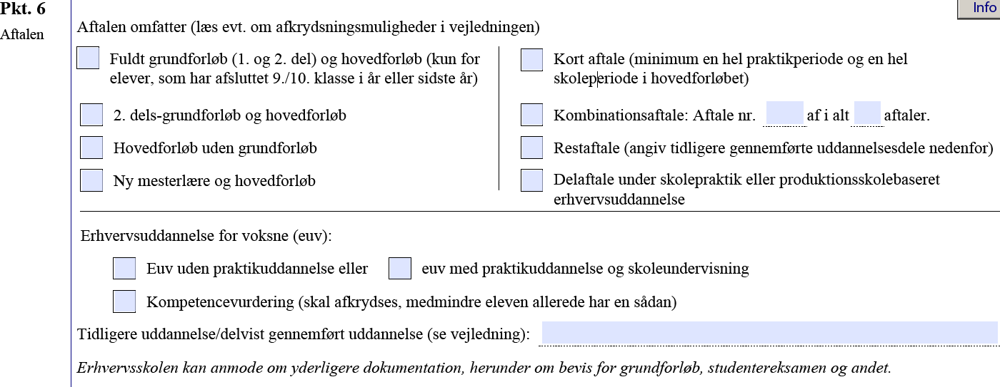 Pkt. 6
Info
Aftalen
Aftalen omfatter (læs evt. om afkrydsningsmuligheder i vejledningen)
Fuldt grundforløb (1. og 2. del) og hovedforløb (kun for
elever, som har afsluttet 9./10. klasse i år eller sidste år)
2. dels-grundforløb og hovedforløb
Hovedforløb uden grundforløb
Ny mesterlære og hovedforløb
Kort aftale (minimum en hel praktikperiode og en hel
skoleperiode i hovedforløbet)
Kombinationsaftale: Aftale nr. af i alt aftaler.
Restaftale (angiv tidligere gennemførte uddannelsesdele nedenfor)
Delaftale under skolepraktik eller produktionsskolebaseret
erhvervsuddannelse
Erhvervsuddannelse for voksne (euv):
Euv uden praktikuddannelse eller euv med praktikuddannelse og skoleundervisning
Kompetencevurdering (skal afkrydses, medmindre eleven allerede har en sådan)
Tidligere uddannelse/delvist gennemført uddannelse (se vejledning):
Erhvervsskolen kan anmode om yderligere dokumentation, herunder om bevis for grundforløb, studentereksamen og andet.